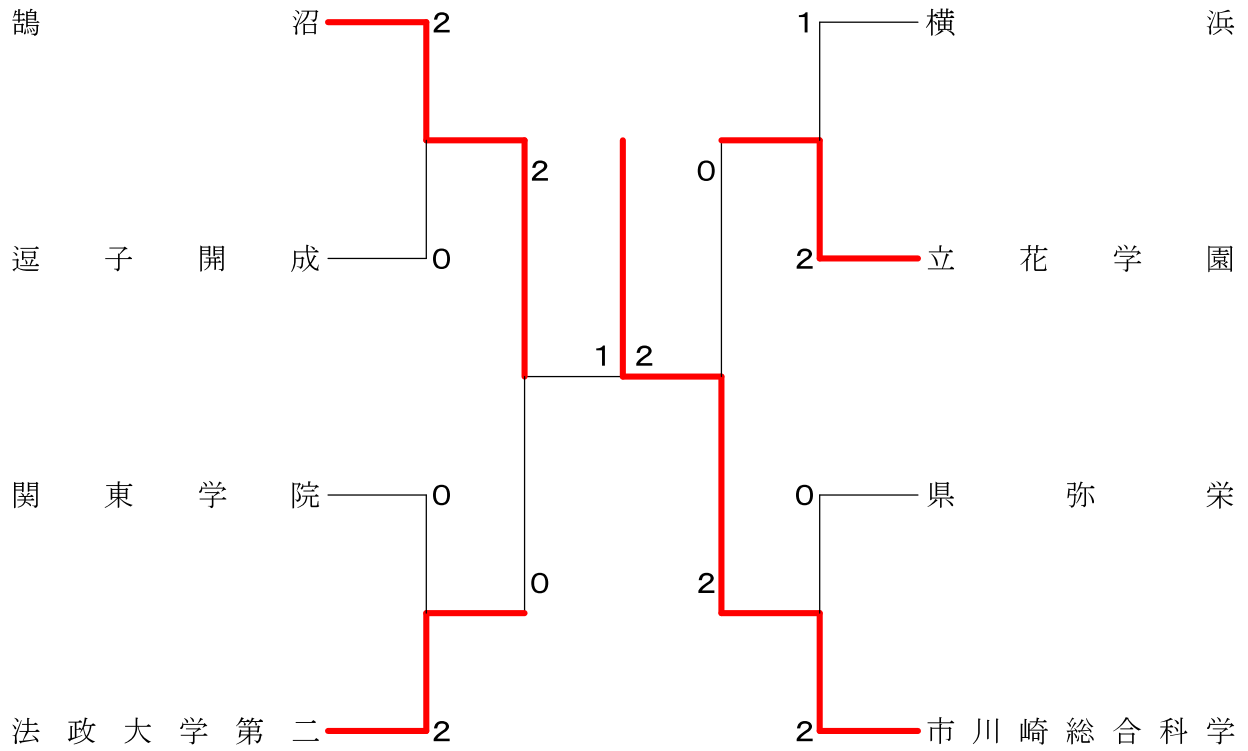 鵠沼 2 1 横浜
2 0
逗子開成 0 2 立花学園
1 2
関東学院 0 0 県弥栄
0 2
法政大学第二 2 2 市川崎総合科学